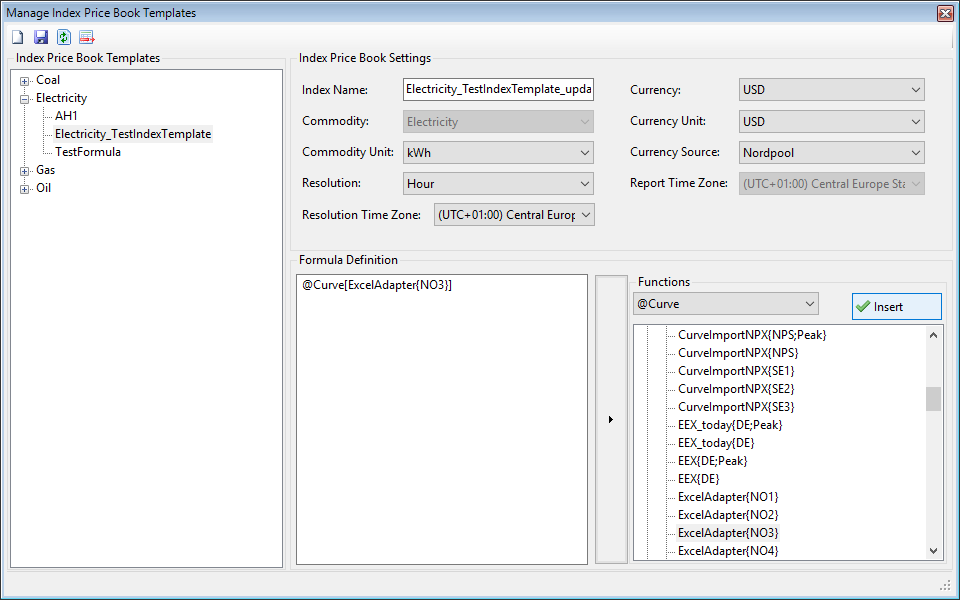 Manage Index Price Book Templates
Index Price Book Templates
Coal
Electricity
AH1
Electricity_TestIndexTemplate
TestFormula
Gas
Oil
Index Price Book Settings
Index Name: Electricity_TestIndexTemplate_upda
Commodity: Electricity
Commodity Unit: kWh
Resolution: Hour
Resolution Time Zone: (UTC+01:00) Central Europ
Currency: USD
Currency Unit: USD
Currency Source: Nordpool
Report Time Zone: (UTC+01:00) Central Europe Sta
Formula Definition
@Curve[ExcelAdapter{NO3}]
Functions
@Curve
Insert
CurveImportNPX{NPS;Peak}
CurveImportNPX{NPS}
CurveImportNPX{SE1}
CurveImportNPX{SE2}
CurveImportNPX{SE3}
EEX_today{DE;Peak}
EEX_today{DE}
EEX{DE;Peak}
EEX{DE}
ExcelAdapter{NO1}
ExcelAdapter{NO2}
ExcelAdapter{NO3}
ExcelAdapter{NO4}